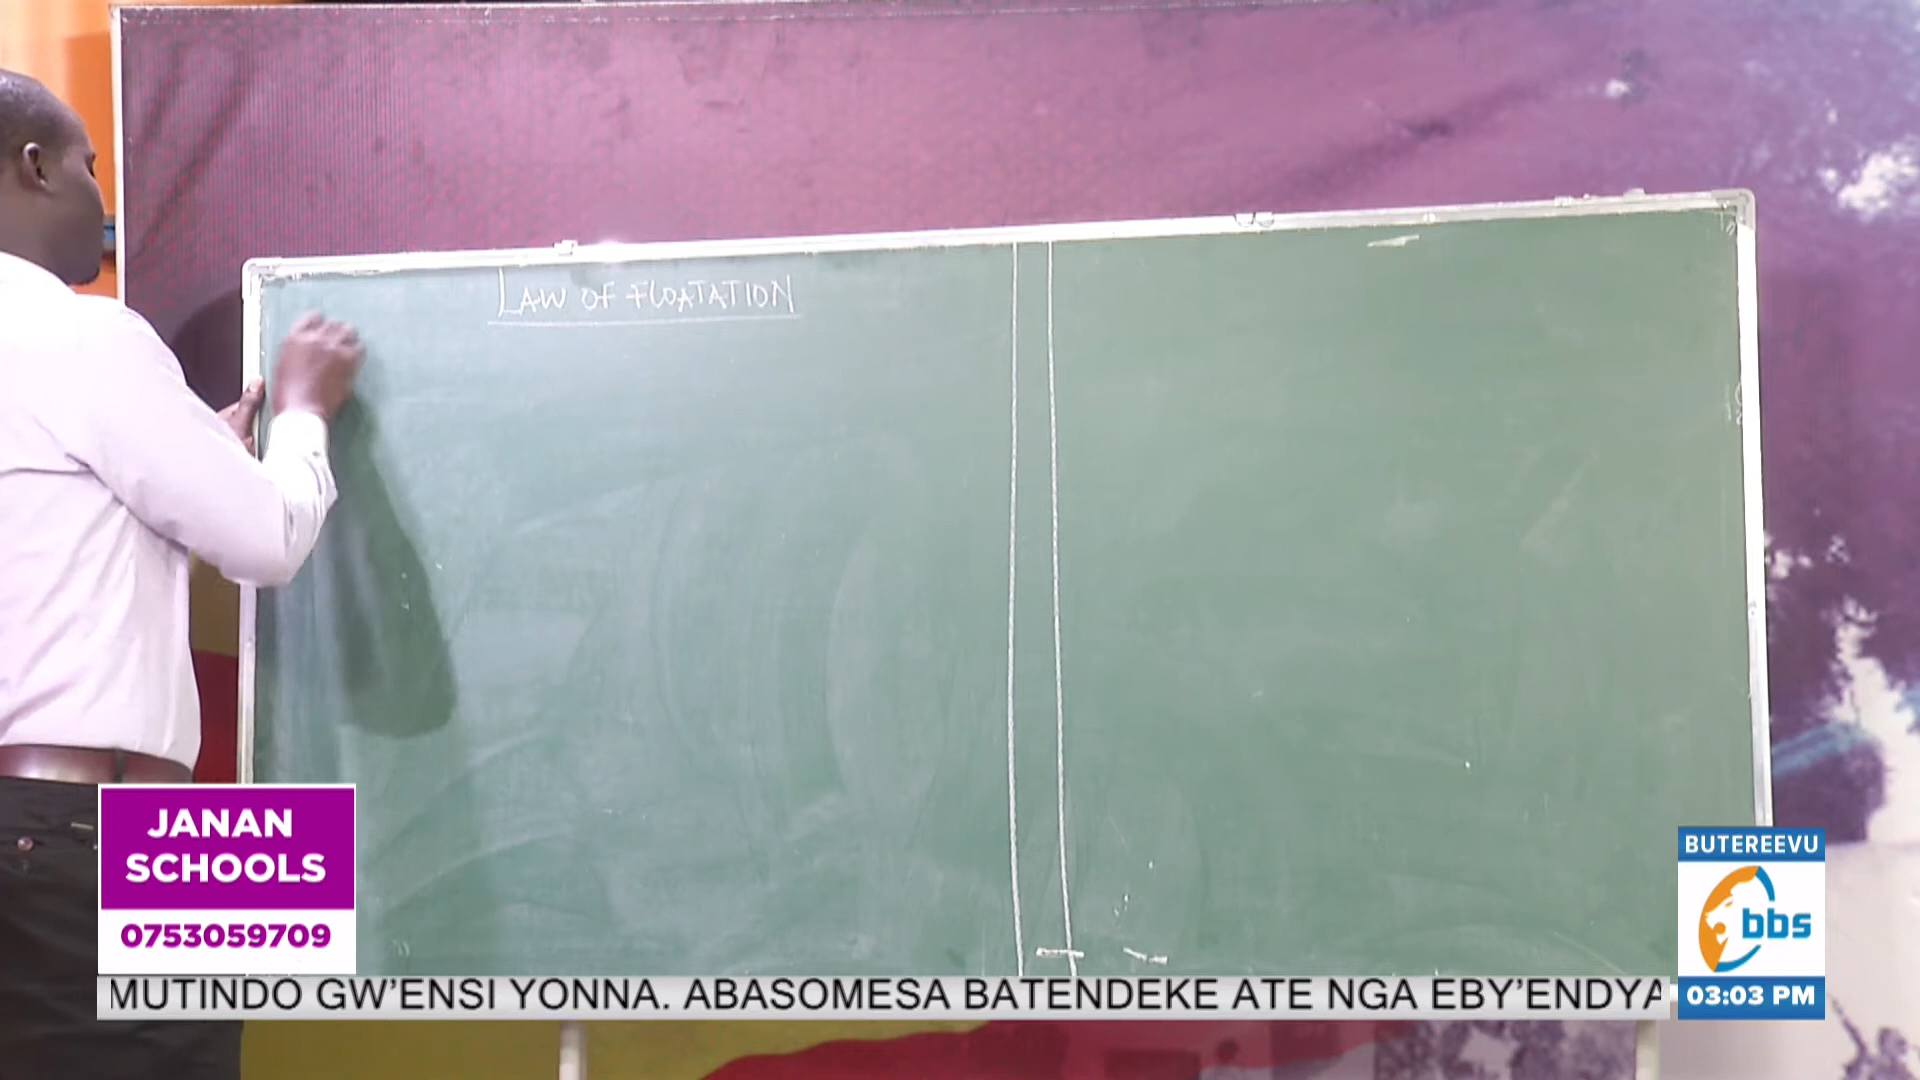 LAW OF FLOATATION
JANAN
SCHOOLS
0753059709
BUTEREEVU
bbs
MUTINDO GW'ENSI YONNA. ABASOMESA BATENDEKE ATE NGA EBY'ENDYA
03:03 PM